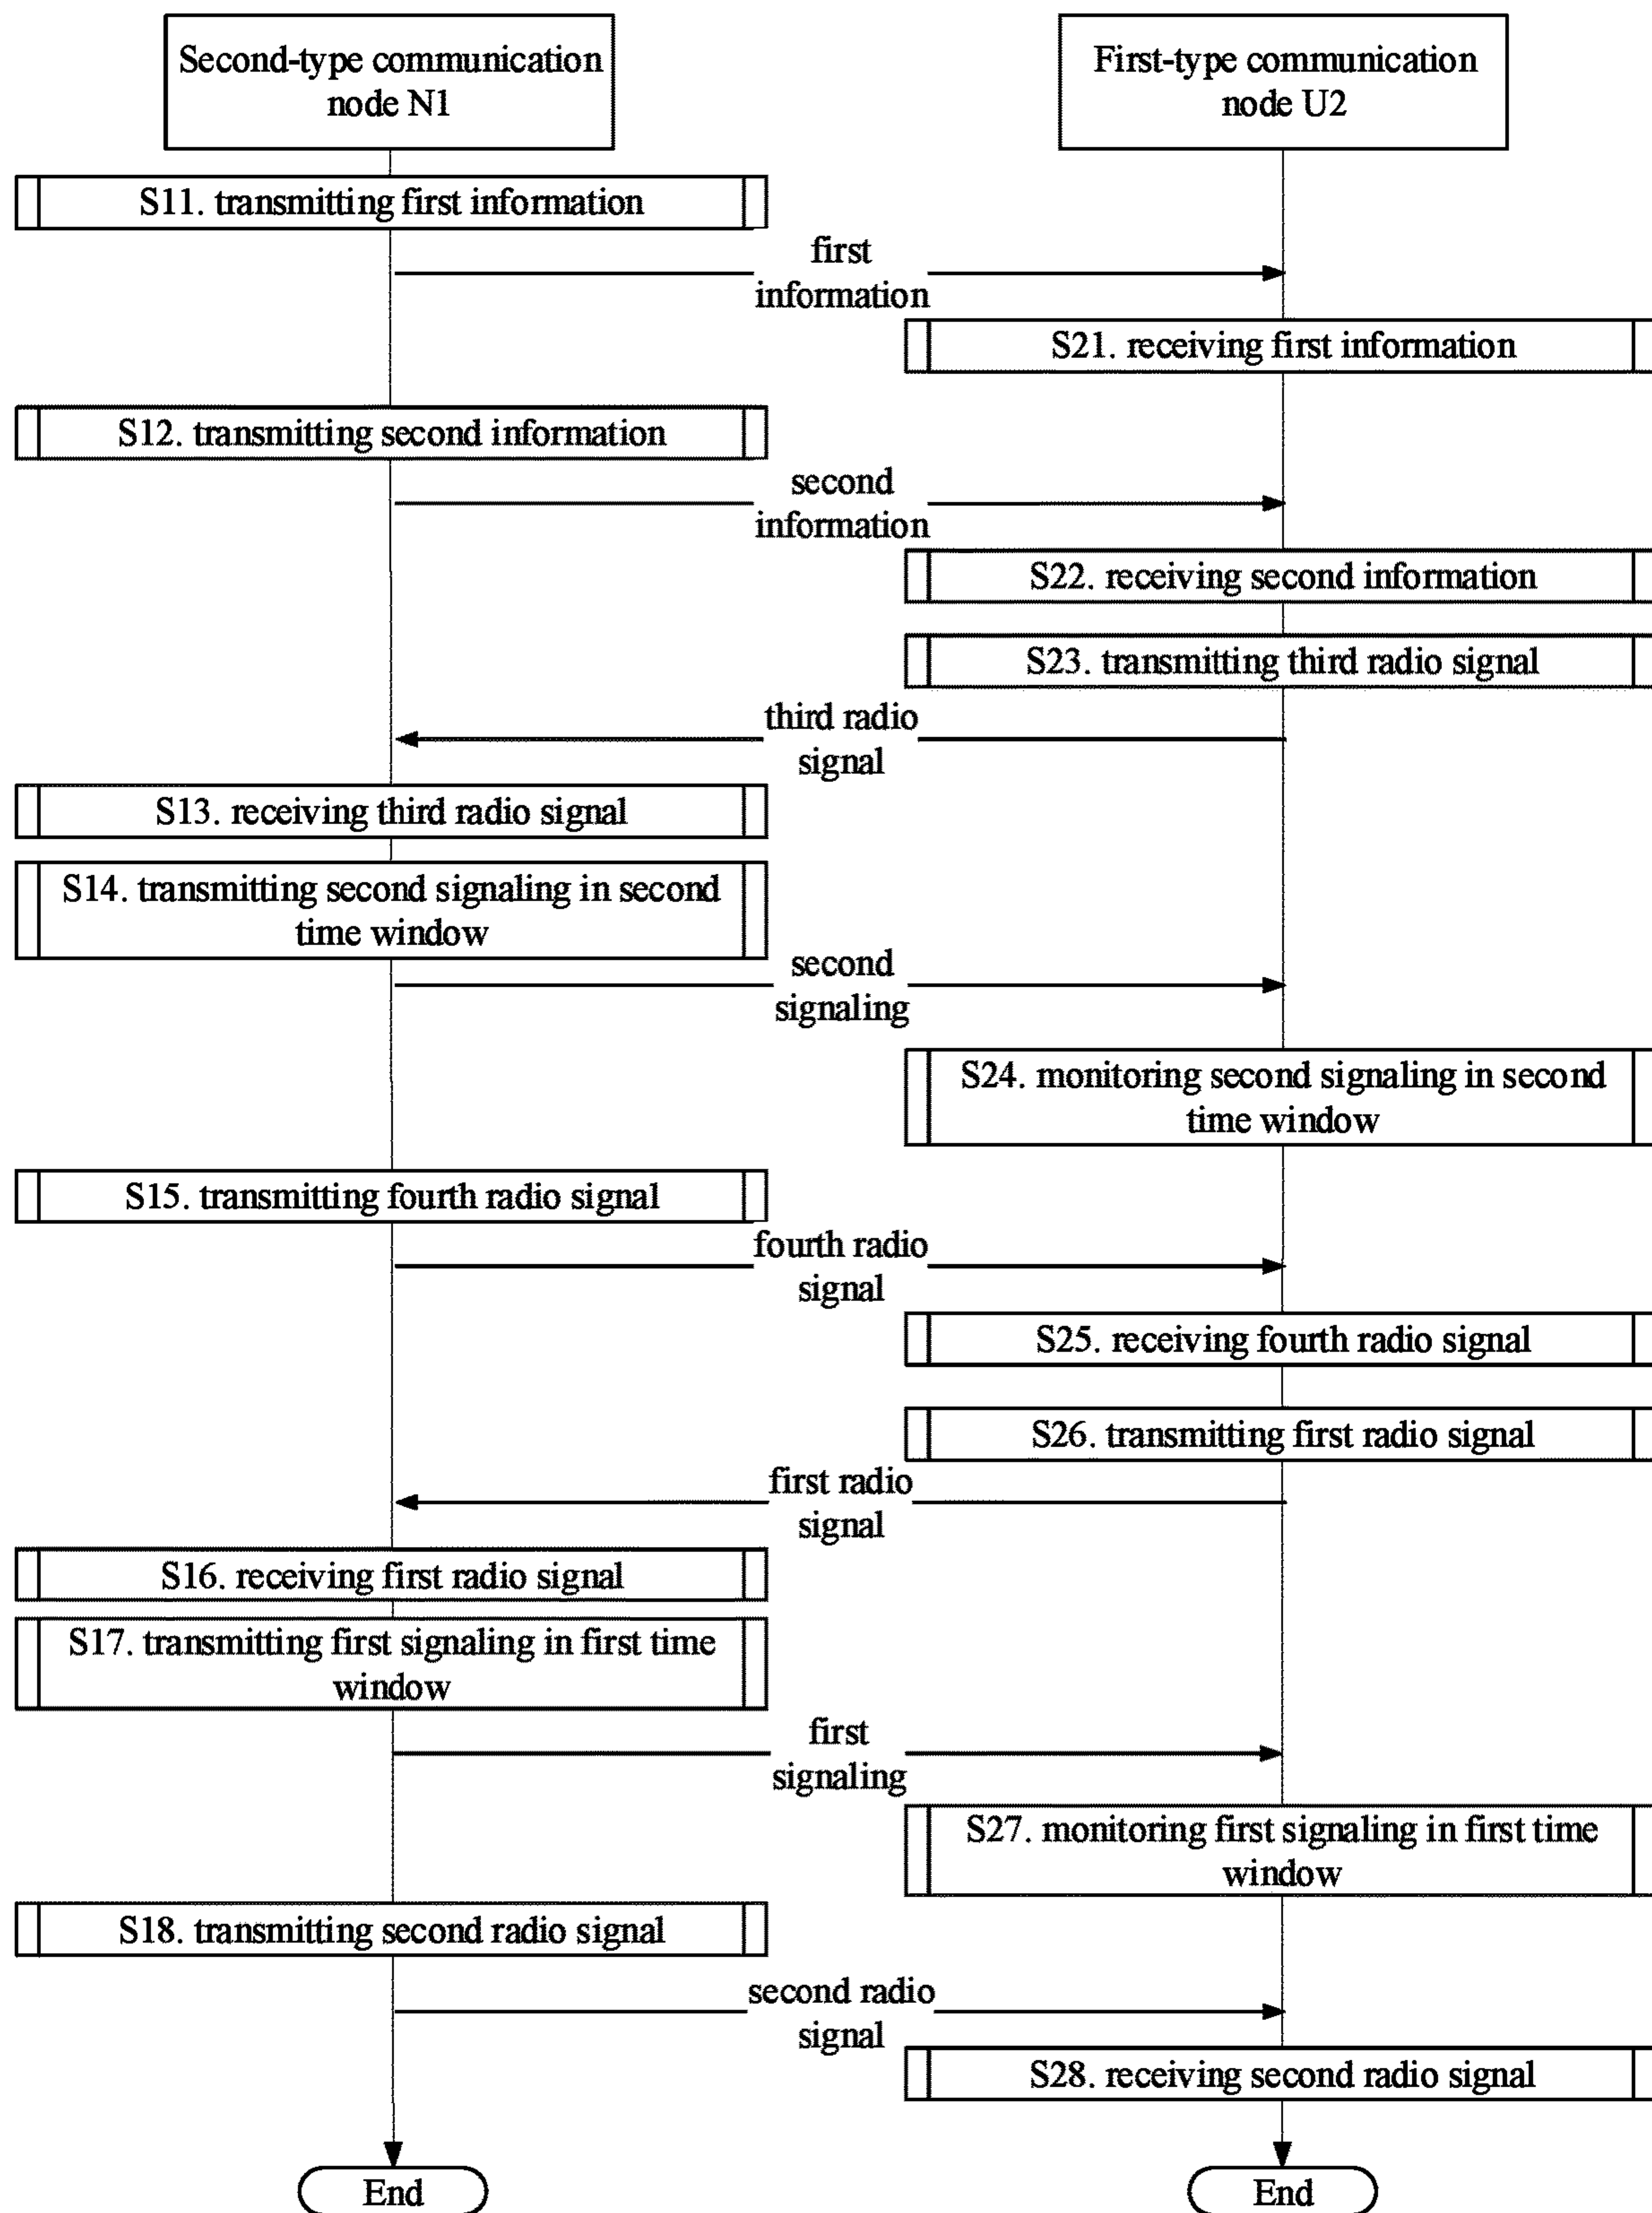 Second-type communication
node N1
First-type communication
node U2
S11. transmitting first information
first
information
S21. receiving first information
S12. transmitting second information
second
information
S22. receiving second information
S23. transmitting third radio signal
third radio
signal
S13. receiving third radio signal
S14. transmitting second signaling in second
time window
second
signaling
S24. monitoring second signaling in second
time window
S15. transmitting fourth radio signal
fourth radio
signal
S25. receiving fourth radio signal
S26. transmitting first radio signal
first radio
signal
S16. receiving first radio signal
S17. transmitting first signaling in first time
window
first
signaling
S27. monitoring first signaling in first time
window
S18. transmitting second radio signal
second radio
signal
S28. receiving second radio signal
End
End